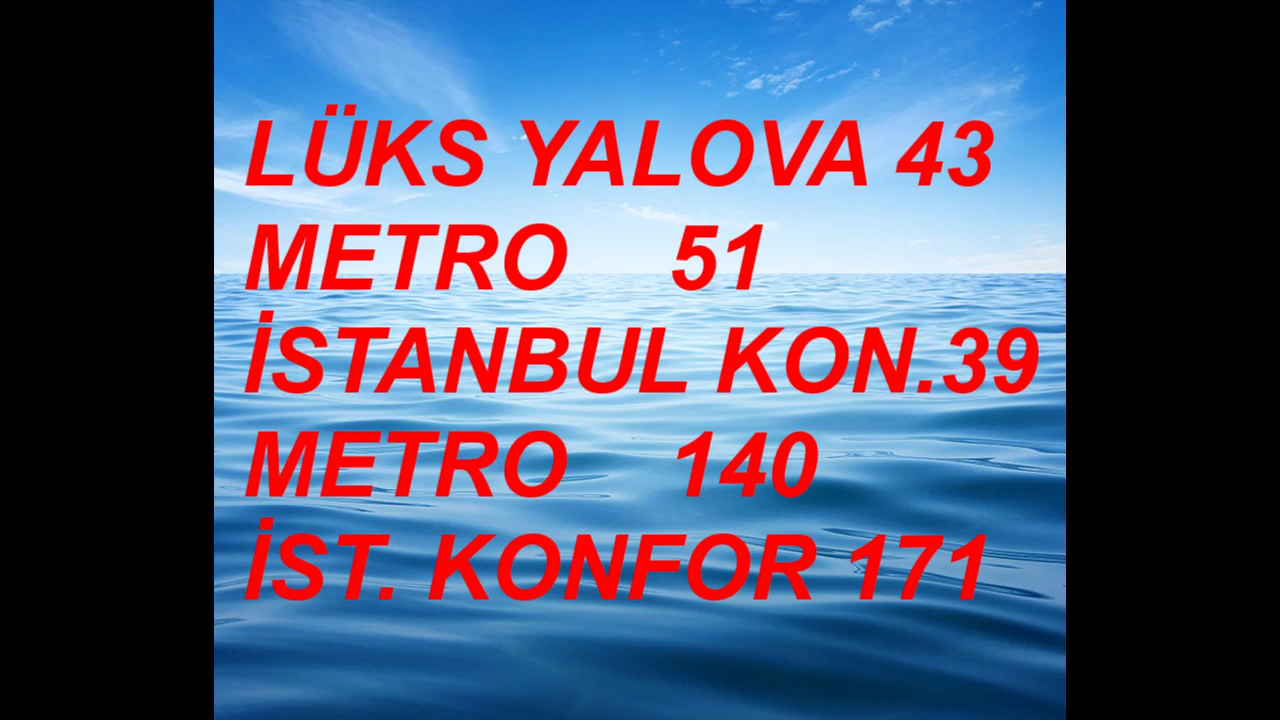 LÜKS YALOVA 43
METRO 51
İSTANBUL KON.39
METRO 140
İST. KONFOR 171